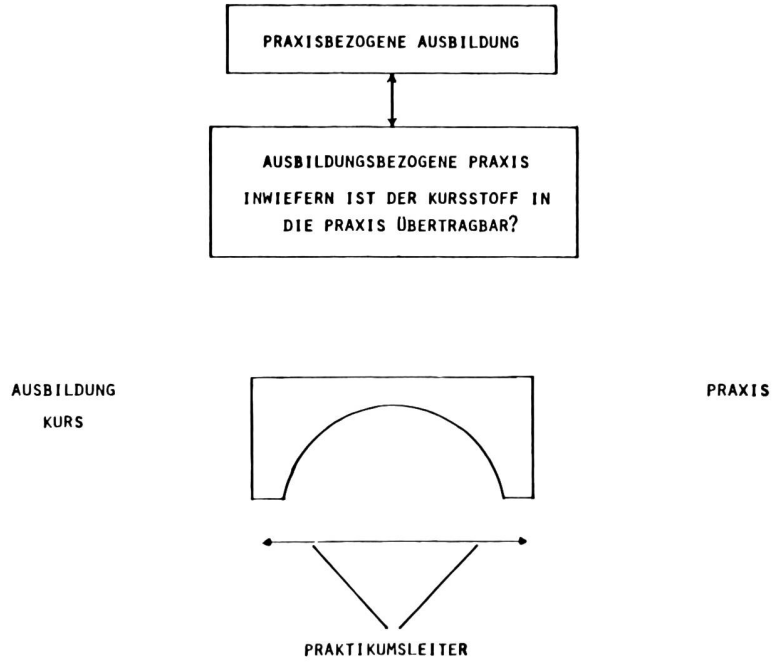 PRAXISBEZOGENE AUSBILDUNG
AUSBILDUNGSBEZOGENE PRAXIS
INWIEFERN IST DER KURSSTOFF IN
DIE PRAXIS ÜBERTRAGBAR?
AUSBILDUNG
KURS
PRAXIS
PRAKTIKUMSLEITER